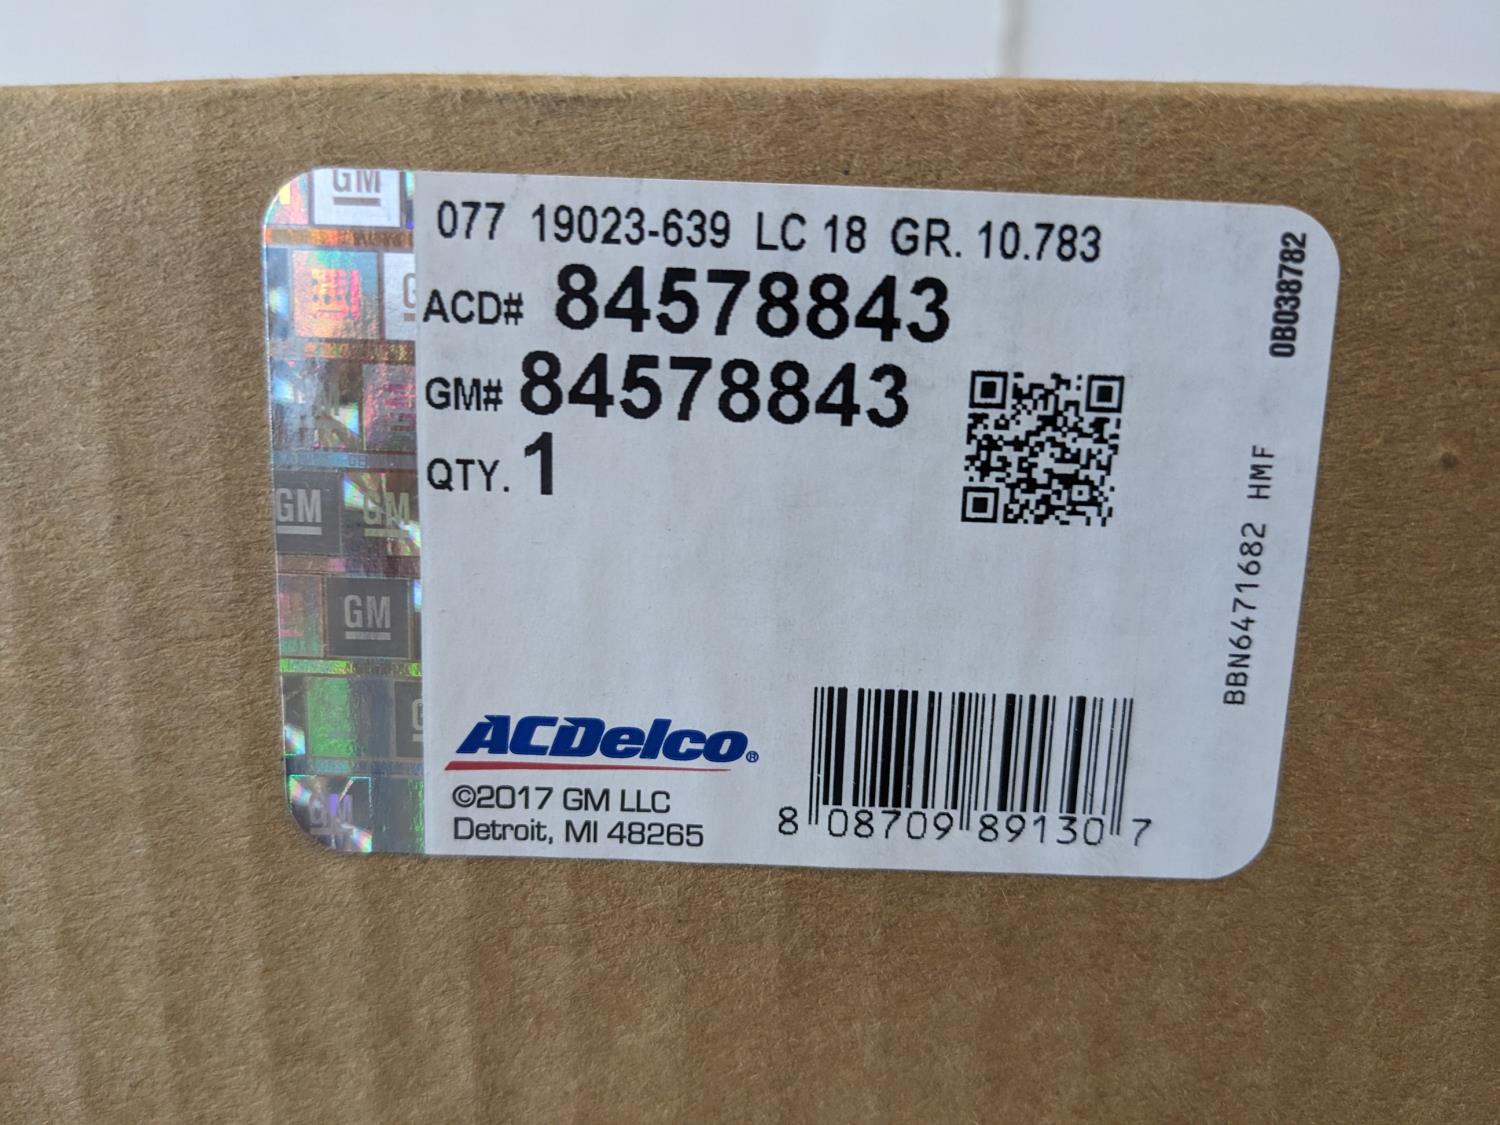 GM
077 19023-639 LC 18 GR. 10.783
ACD# 84578843
GM# 84578843
QTY. 1
0B038782
BBN6471682 HMF
GM
GM
GM
GM
ACDelco®
©2017 GM LLC
Detroit, MI 48265
8 08709 89130 7